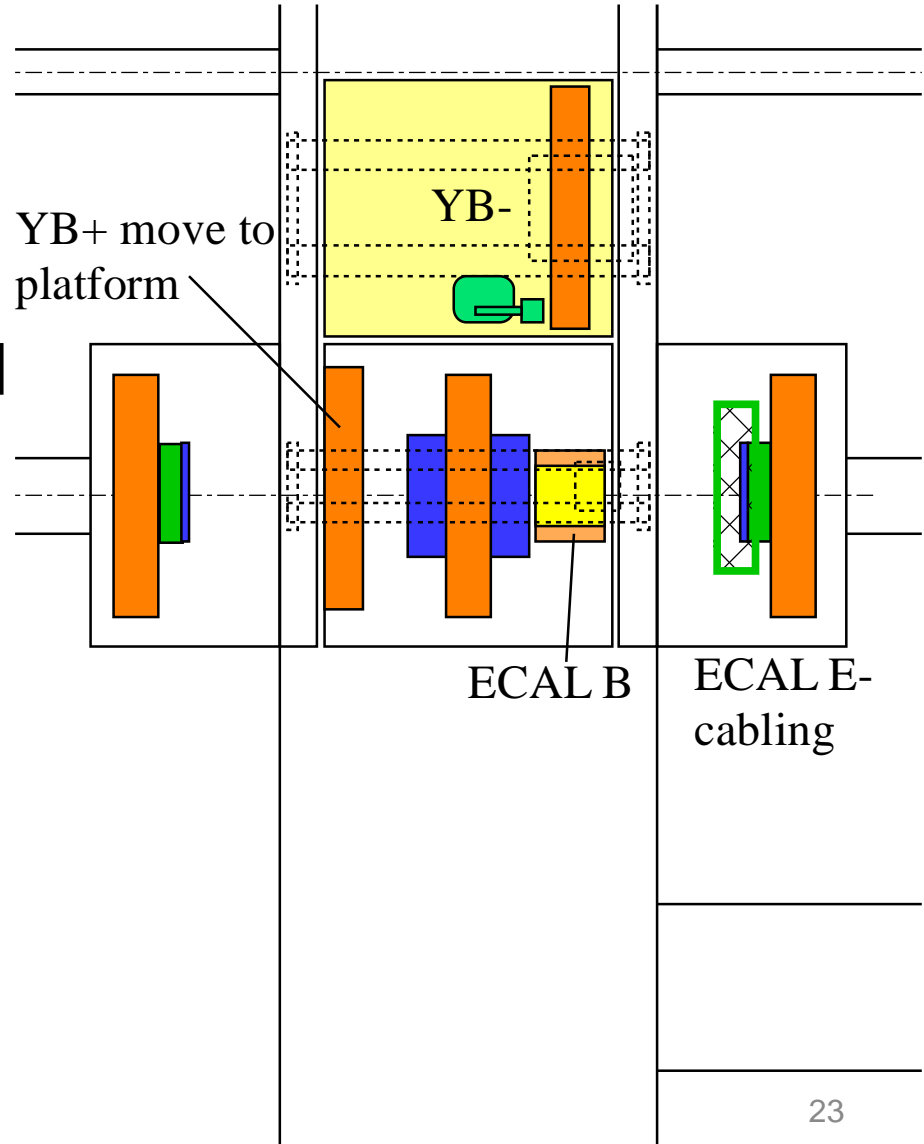 YB-
YB+ move to
platform
ECAL B
ECAL E-
cabling
23